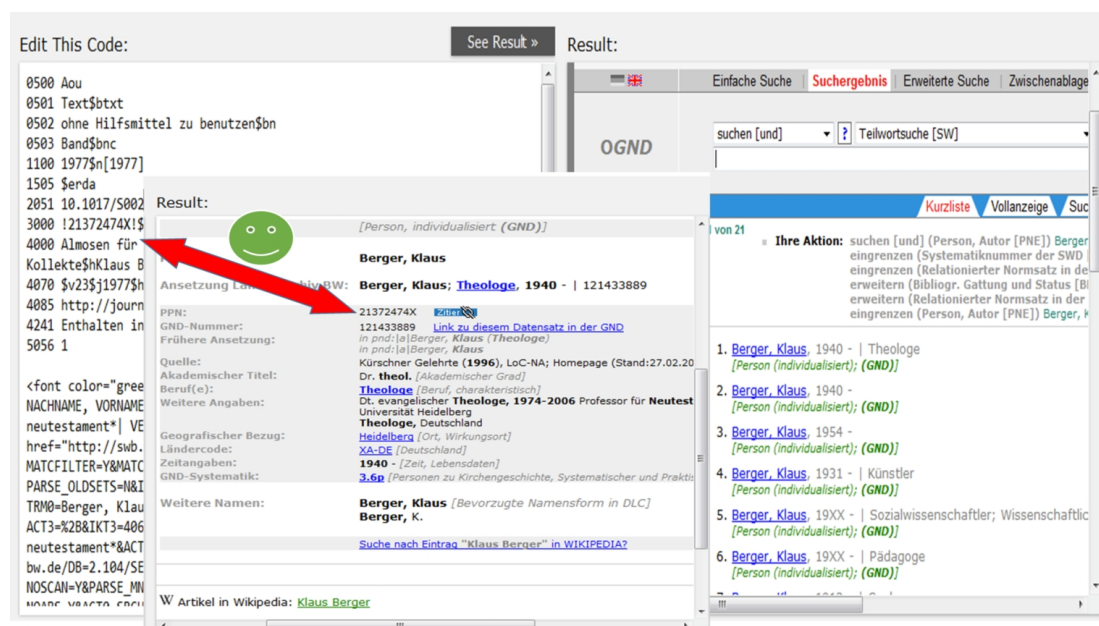 Edit This Code:
See Result »
0500 Aou
0501 Text$btxt
0502 ohne Hilfsmittel zu benutzen$bn
0503 Band$bnc
1100 1977$n[1977]
1505 $erda
2051 10.1017/S002
3000 !21372474X!$
4000 Almosen für
Kollekte$hKlaus B
4070 $v23$j1977$h
4085 http://journ
4241 Enthalten in
5056 1
<font color="gree
NACHNAME, VORNAME
neutestament*| VE
href="http://swb.
MATCFILTER=Y&MATC
PARSE_OLDSETS=N&I
TRM0=Berger, Klau
ACT3=%2B&IKT3=406
neutestament*&ACT
bw.de/DB=2.104/SE
NOSCAN=Y&PARSE_MN
Result:
[Person, individualisiert (GND)]
Berger, Klaus
Ansetzung BW: Berger, Klaus; Theologe, 1940 - | 121433889
PPN: 21372474X
GND-Nummer: 121433889 Link zu diesem Datensatz in der GND
Frühere Ansetzung: in pnd:|a|Berger, Klaus (Theologe)
in pnd:|a|Berger, Klaus
Quelle: Kürschner Gelehrte (1996), LoC-NA; Homepage (Stand:27.02.20
Akademischer Titel: Dr. theol. [Akademischer Grad]
Beruf(e): Theologe [Beruf, charakteristisch]
Weitere Angaben: Dt. evangelischer Theologe, 1974-2006 Professor für Neutest
Universität Heidelberg
Theologe, Deutschland
Geografischer Bezug: Heidelberg [Ort, Wirkungsort]
Ländercode: XA-DE [Deutschland]
Zeitangaben: 1940 - [Zeit, Lebensdaten]
GND-Systematik: 3.6p [Personen zu Kirchengeschichte, Systematischer und Praktis
Weitere Namen: Berger, Klaus [Bevorzugte Namensform in DLC]
Berger, K.
Suche nach Eintrag "Klaus Berger" in WIKIPEDIA?
W Artikel in Wikipedia: Klaus Berger
Result:
Einfache Suche | Suchergebnis | Erweiterte Suche | Zwischenablage
OGND
suchen [und] ? Teilwortsuche [SW]
Kurzliste Vollanzeige Suc
von 21
Ihre Aktion: suchen [und] (Person, Autor [PNE]) Berger
eingrenzen (Systematiknummer der SWD
eingrenzen (Relationierter Normsatz in de
erweitern (Bibliogr. Gattung und Status [B
erweitern (Relationierter Normsatz in der
eingrenzen (Person, Autor [PNE]) Berger, K
1. Berger, Klaus, 1940 - | Theologe
[Person (individualisiert); (GND)]
2. Berger, Klaus, 1940 -
[Person (individualisiert); (GND)]
3. Berger, Klaus, 1954 -
[Person (individualisiert); (GND)]
4. Berger, Klaus, 1931 - | Künstler
[Person (individualisiert); (GND)]
5. Berger, Klaus, 19XX - | Sozialwissenschaftler; Wissenschaftlic
[Person (individualisiert); (GND)]
6. Berger, Klaus, 19XX - | Pädagoge
[Person (individualisiert); (GND)]